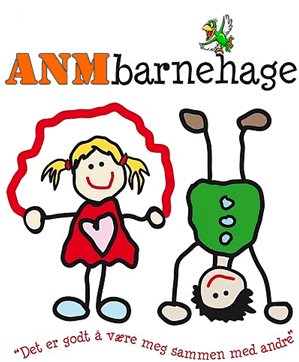 ANMbarnehage
"Det er godt å være meg sammen med andre"